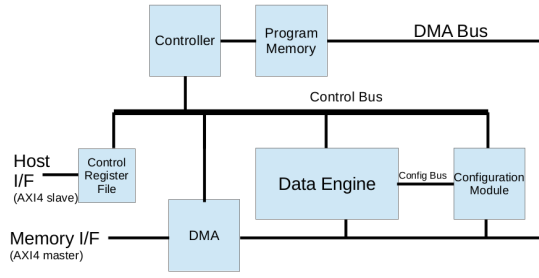 Controller
Program
Memory
DMA Bus
Control Bus
Host
I/F
(AXI4 slave)
Control
Register
File
Data Engine
Config Bus
Configuration
Module
Memory I/F
(AXI4 master)
DMA